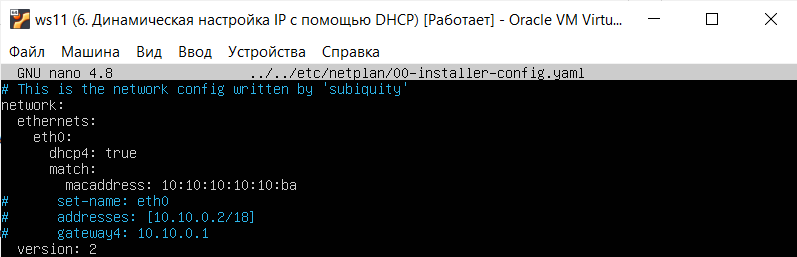 ws11 (6. Динамическая настройка IP с помощью DHCP) [Работает] - Oracle VM Virtu...
Файл Машина Вид Ввод Устройства Справка
GNU nano 4.8 ../../etc/netplan/00-installer-config.yaml
# This is the network config written by 'subiquity'
network:
  ethernets:
    eth0:
      dhcp4: true
      match:
        macaddress: 10:10:10:10:10:ba
#      set-name: eth0
#      addresses: [10.10.0.2/18]
#      gateway4: 10.10.0.1
  version: 2